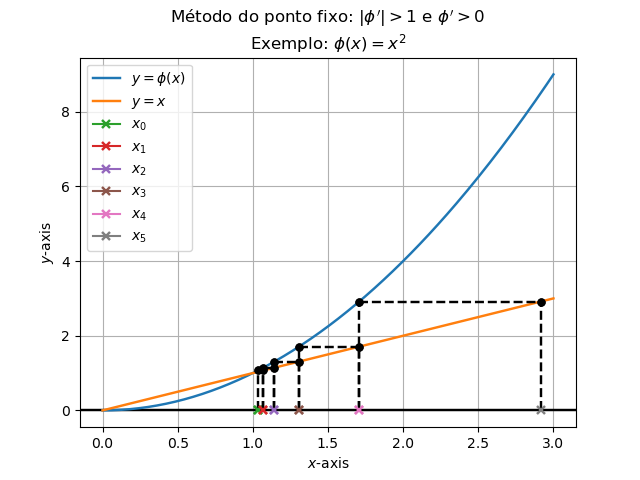 Método do ponto fixo: |ϕ′| > 1 e ϕ′ > 0
Exemplo: ϕ(x) = x²
y = ϕ(x)
y = x
x₀
x₁
x₂
x₃
x₄
x₅
y-axis
8
6
4
2
0
0.0 0.5 1.0 1.5 2.0 2.5 3.0
x-axis